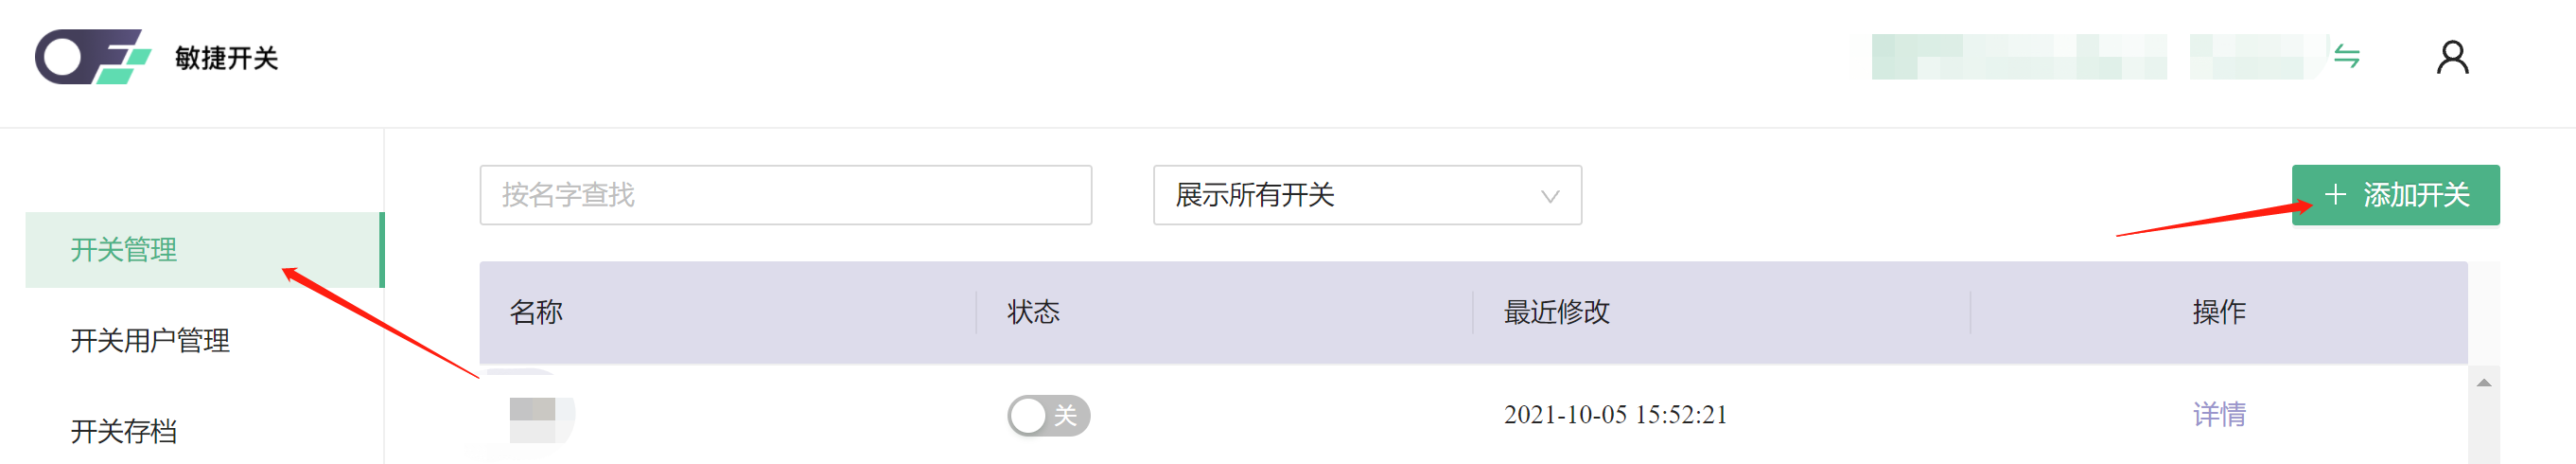 敏捷开关
按名字查找
展示所有开关
+ 添加开关
开关管理
开关用户管理
开关存档
名称 状态 最近修改 操作
关 2021-10-05 15:52:21 详情